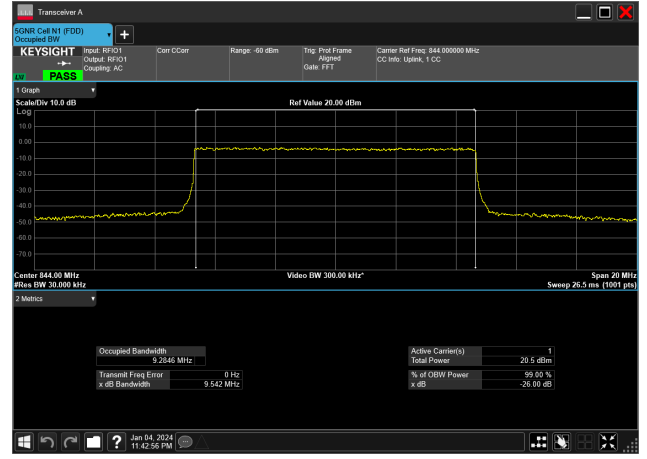 Transceiver A
5GNR Cell N1 (FDD)
Occupied BW
KEYSIGHT
LXI
PASS
Input: RFIO1
Output: RFIO1
Coupling: AC
Corr CCorr
Range: -60 dBm
Trig: Prot Frame
Aligned
Gate: FFT
Carrier Ref Freq: 844.000000 MHz
CC Info: Uplink, 1 CC
1 Graph
Scale/Div 10.0 dB
Ref Value 20.00 dBm
Log
10.0
0.00
-10.0
-20.0
-30.0
-40.0
-50.0
-60.0
-70.0
Center 844.00 MHz
Video BW 300.00 kHz*
Span 20 MHz
#Res BW 30.000 kHz
Sweep 26.5 ms (1001 pts)
2 Metrics
Occupied Bandwidth
9.2846 MHz
Transmit Freq Error 0 Hz
x dB Bandwidth 9.542 MHz
Active Carrier(s) 1
Total Power 20.5 dBm
% of OBW Power 99.00 %
x dB -26.00 dB
?
Jan 04, 2024
11:42:56 PM